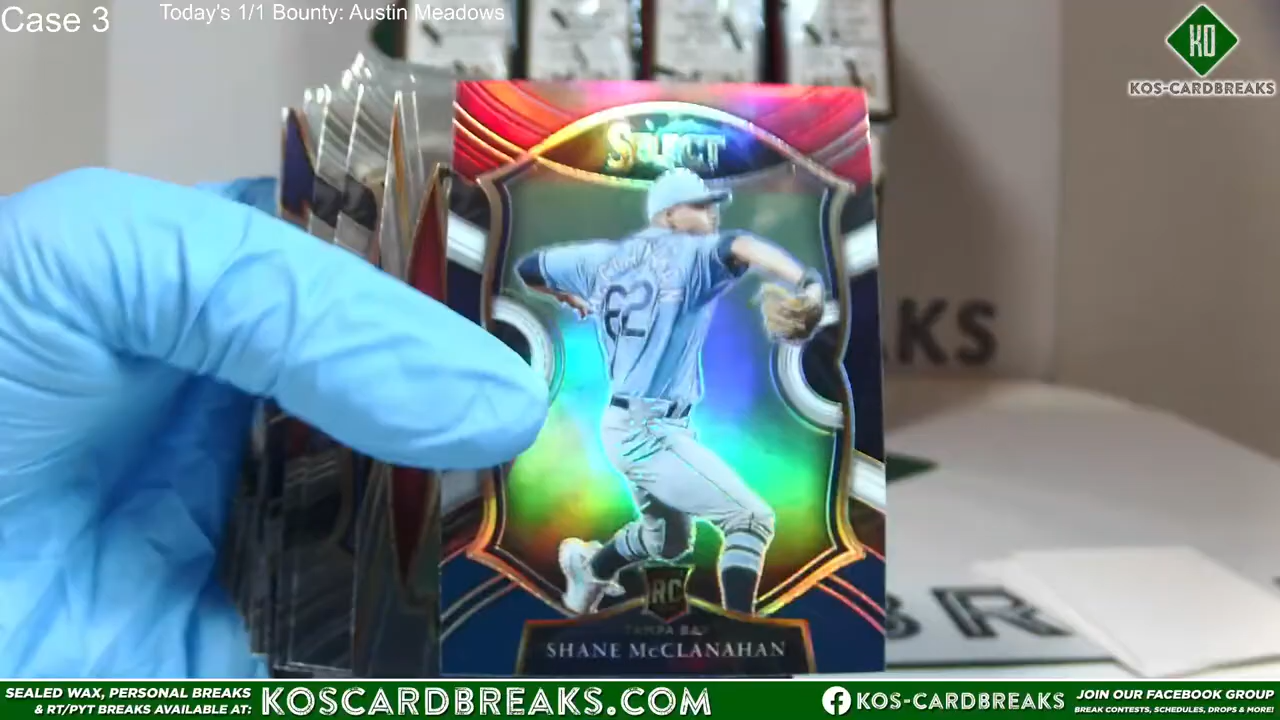 Case 3
Today's 1/1 Bounty: Austin Meadows
KO
KOS-CARDBREAKS
SELECT
62
AKS
RC
TAMPA BAY
SHANE McCLANAHAN
BR
SEALED WAX, PERSONAL BREAKS
& RT/PYT BREAKS AVAILABLE AT:
KOSCARDBREAKS.COM
KOS-CARDBREAKS
JOIN OUR FACEBOOK GROUP
BREAK CONTESTS, SCHEDULES, DROPS & MORE!